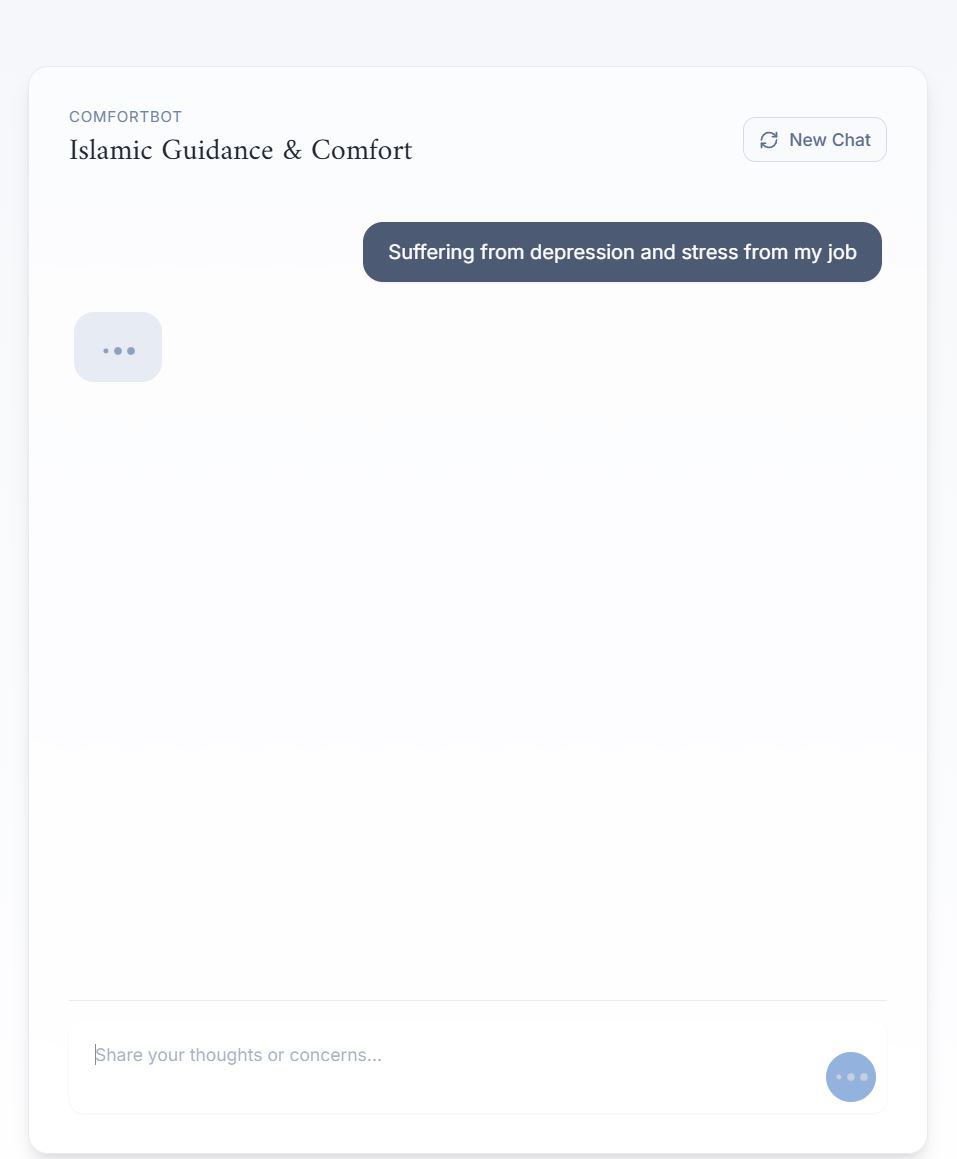 COMFORTBOT
Islamic Guidance & Comfort
New Chat
Suffering from depression and stress from my job
Share your thoughts or concerns...